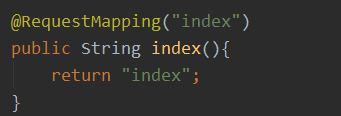 @RequestMapping("index")
public String index(){
    return "index";
}